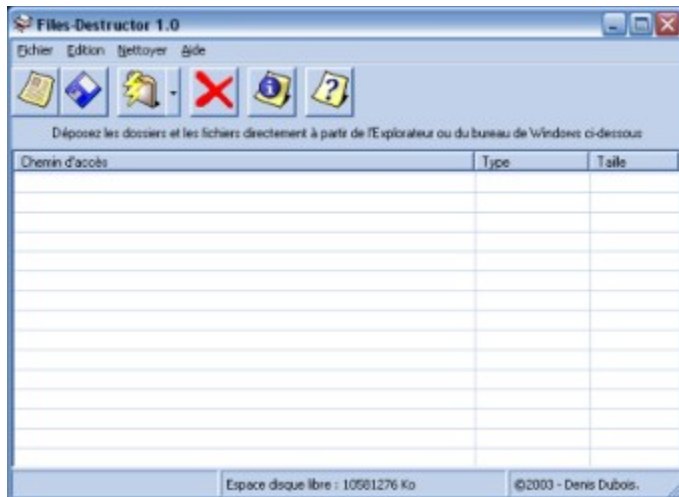 Files-Destructor 1.0
Fichier Edition Nettoyer Aide
Déposez les dossiers et les fichiers directement à partir de l'Explorateur ou du bureau de Windows ci-dessous
Chemin d'accès Type Taille
Espace disque libre : 10581276 Ko ©2003 - Denis Dubois.